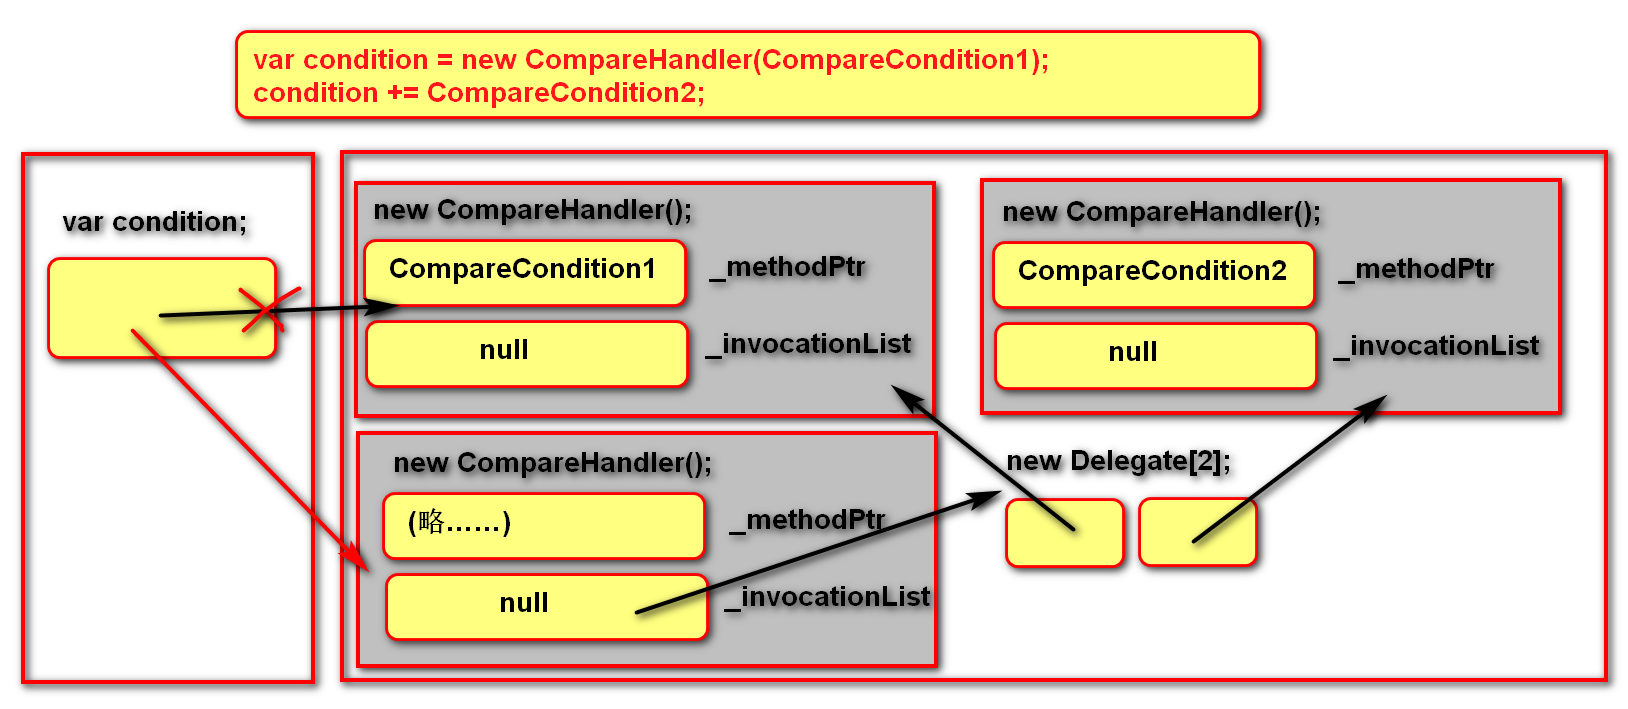 var condition = new CompareHandler(CompareCondition1);
condition += CompareCondition2;
var condition;
new CompareHandler();
CompareCondition1
_methodPtr
null
_invocationList
new CompareHandler();
CompareCondition2
_methodPtr
null
_invocationList
new CompareHandler();
(略……)
_methodPtr
null
_invocationList
new Delegate[2];